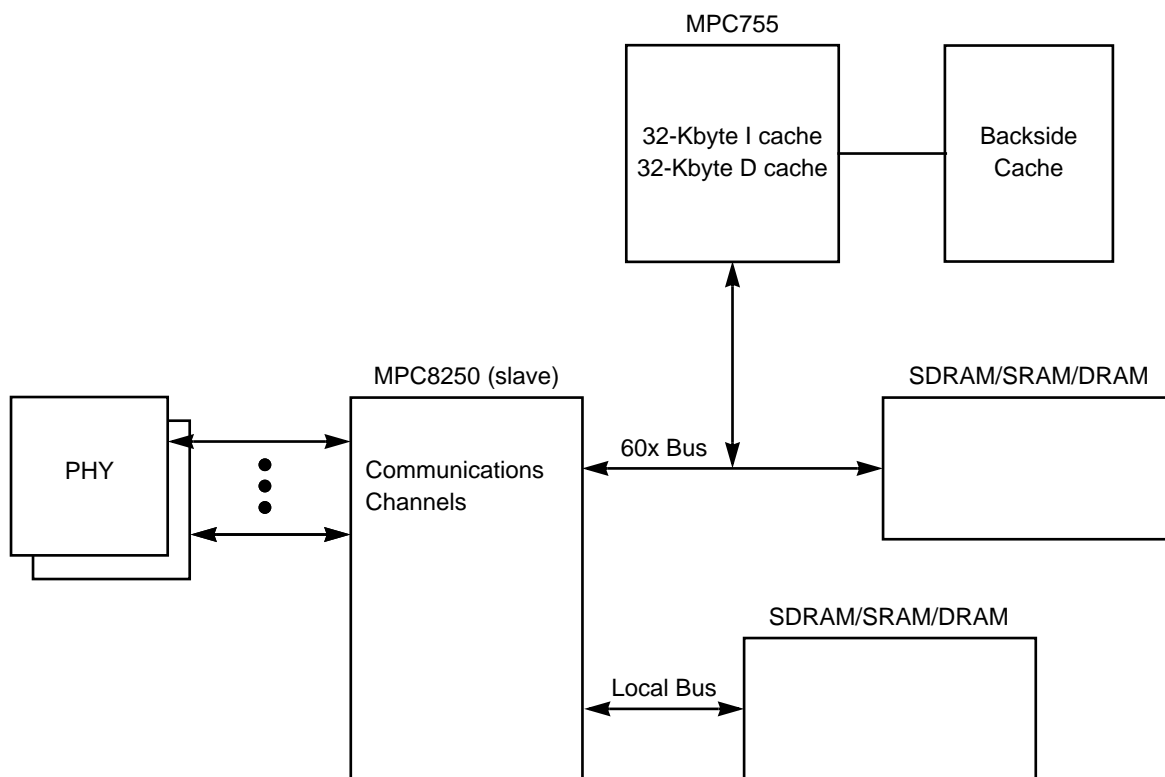 MPC755
32-Kbyte I cache
32-Kbyte D cache
Backside
Cache
MPC8250 (slave)
SDRAM/SRAM/DRAM
PHY
Communications
Channels
60x Bus
SDRAM/SRAM/DRAM
Local Bus